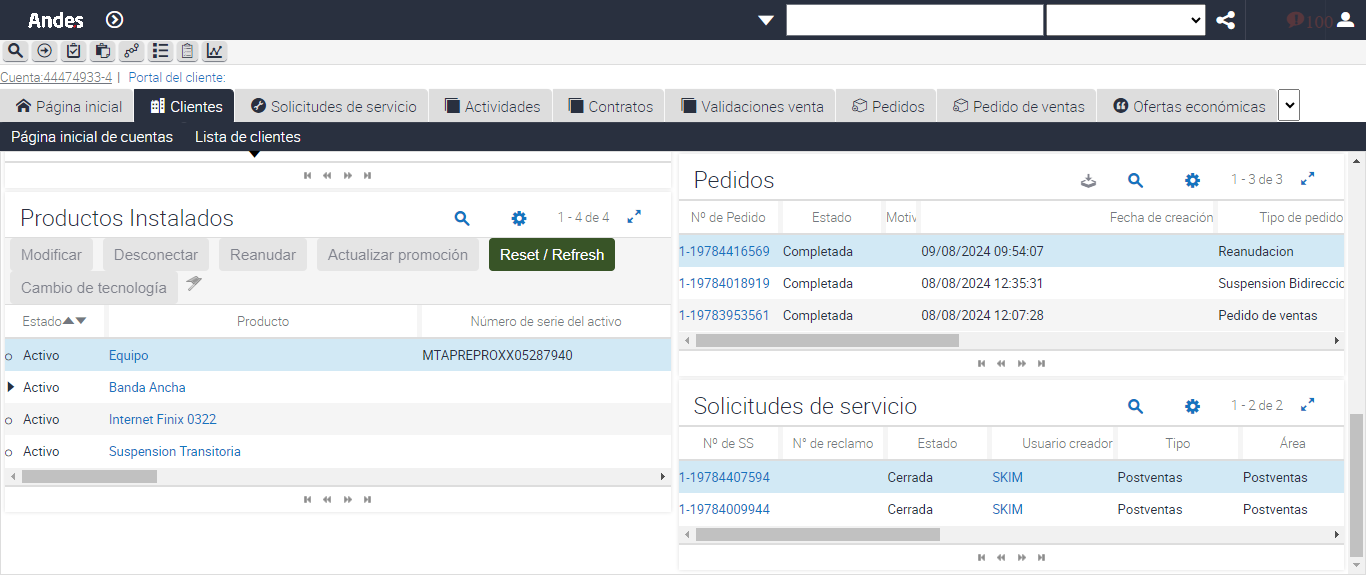 Andes
100
Cuenta:44474933-4 | Portal del cliente:
Página inicial Clientes Solicitudes de servicio Actividades Contratos Validaciones venta Pedidos Pedido de ventas Ofertas económicas
Página inicial de cuentas Lista de clientes
Productos Instalados 1 - 4 de 4
Modificar Desconectar Reanudar Actualizar promoción Reset / Refresh
Cambio de tecnología
Estado Producto Número de serie del activo
Activo Equipo MTAPREPROXX05287940
Activo Banda Ancha
Activo Internet Finix 0322
Activo Suspension Transitoria
Pedidos 1 - 3 de 3
Nº de Pedido Estado Motiv Fecha de creación Tipo de pedido
1-19784416569 Completada 09/08/2024 09:54:07 Reanudacion
1-19784018919 Completada 08/08/2024 12:35:31 Suspension Bidireccio
1-19783953561 Completada 08/08/2024 12:07:28 Pedido de ventas
Solicitudes de servicio 1 - 2 de 2
Nº de SS N° de reclamo Estado Usuario creador Tipo Área
1-19784407594 Cerrada SKIM Postventas Postventas
1-19784009944 Cerrada SKIM Postventas Postventas